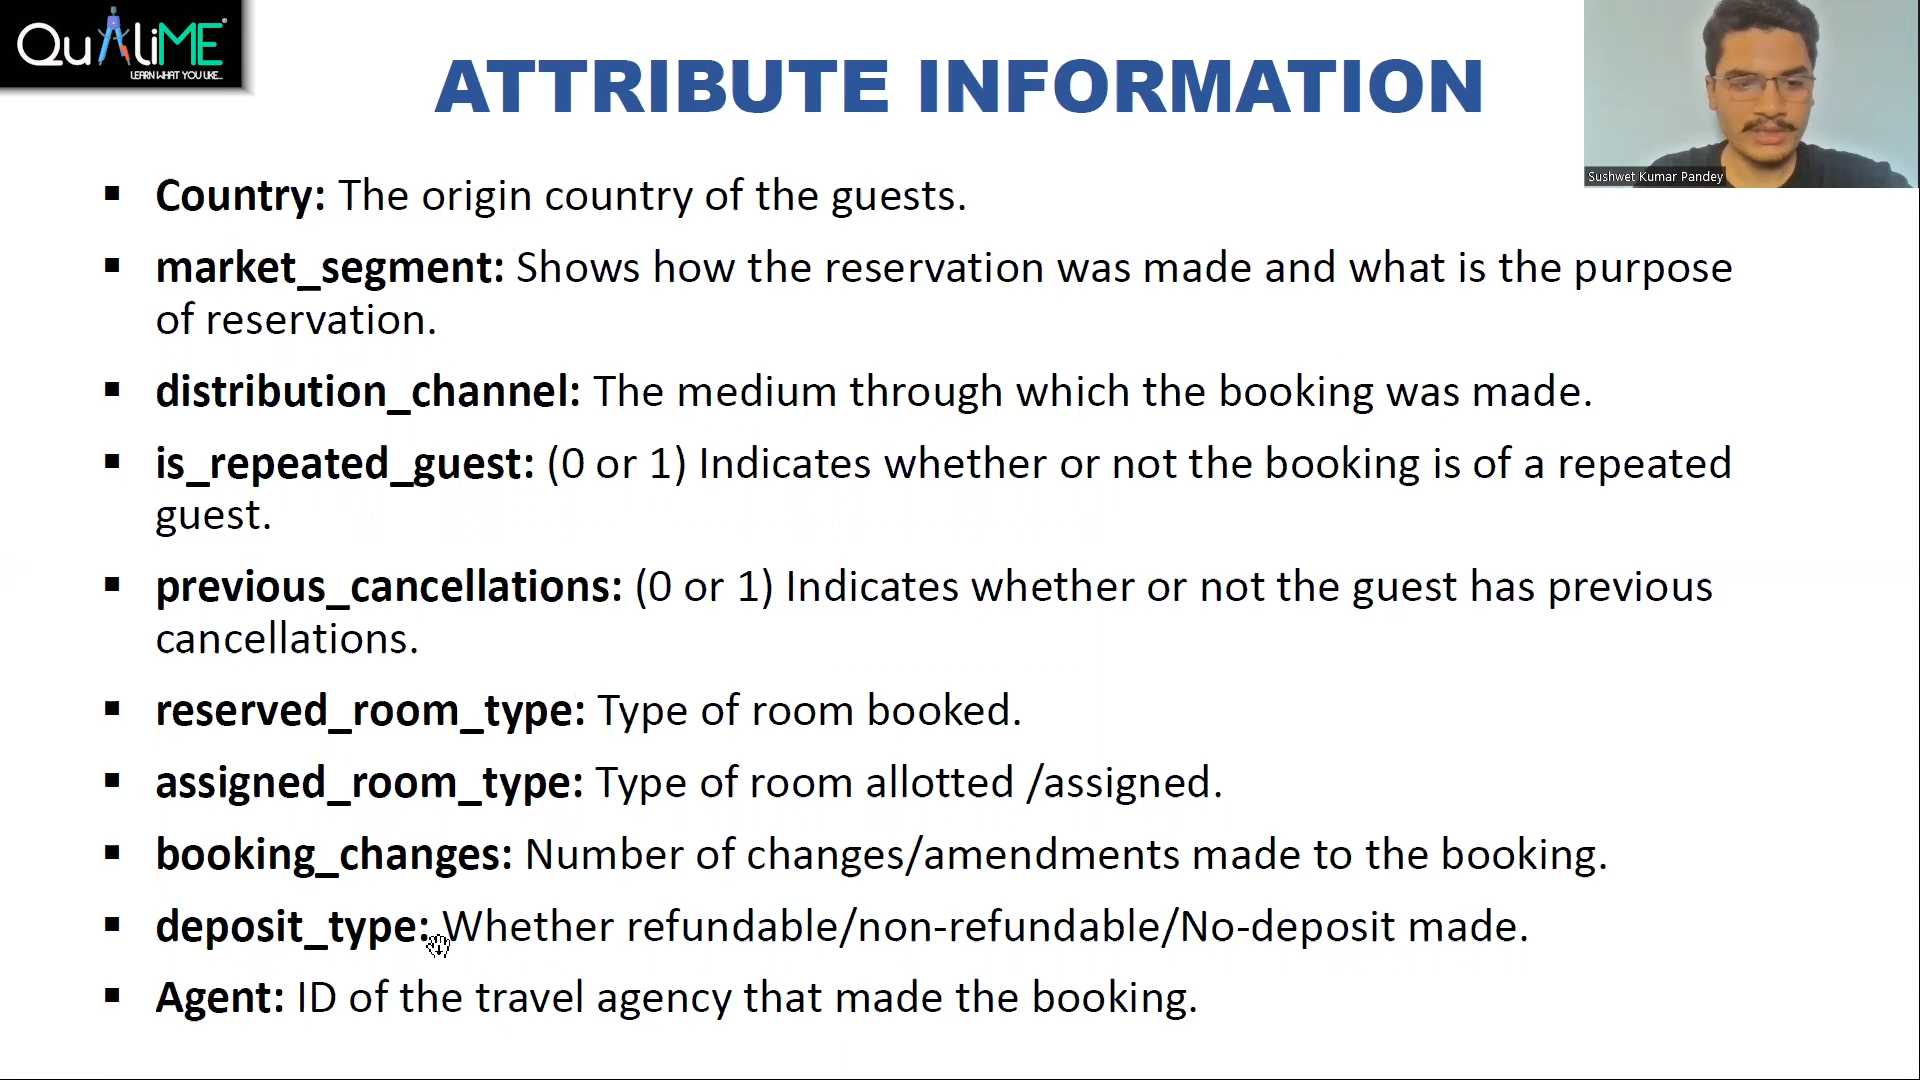 QuAliME
LEARN WHAT YOU LIKE...
ATTRIBUTE INFORMATION
Sushwet Kumar Pandey
▪ Country: The origin country of the guests.
▪ market_segment: Shows how the reservation was made and what is the purpose
of reservation.
▪ distribution_channel: The medium through which the booking was made.
▪ is_repeated_guest: (0 or 1) Indicates whether or not the booking is of a repeated
guest.
▪ previous_cancellations: (0 or 1) Indicates whether or not the guest has previous
cancellations.
▪ reserved_room_type: Type of room booked.
▪ assigned_room_type: Type of room allotted /assigned.
▪ booking_changes: Number of changes/amendments made to the booking.
▪ deposit_type: Whether refundable/non-refundable/No-deposit made.
▪ Agent: ID of the travel agency that made the booking.